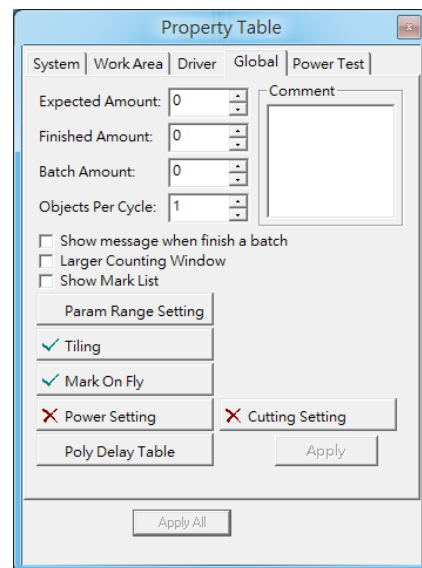 Property Table
System Work Area Driver Global Power Test
Expected Amount: 0 Comment
Finished Amount: 0
Batch Amount: 0
Objects Per Cycle: 1
Show message when finish a batch
Larger Counting Window
Show Mark List
Param Range Setting
Tiling
Mark On Fly
Power Setting Cutting Setting
Poly Delay Table Apply
Apply All